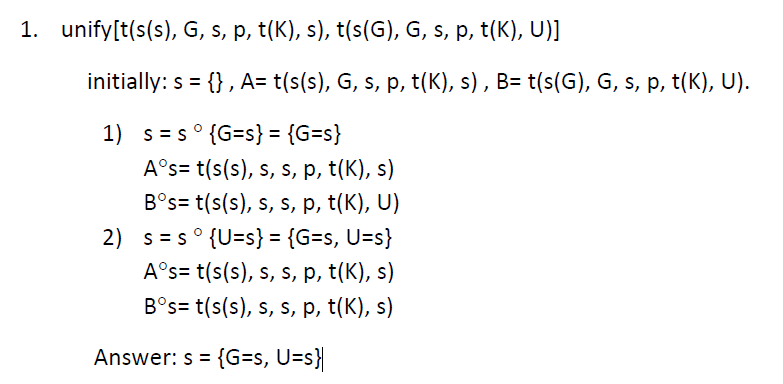 1. unify[t(s(s), G, s, p, t(K), s), t(s(G), G, s, p, t(K), U)]
initially: s = {} , A= t(s(s), G, s, p, t(K), s) , B= t(s(G), G, s, p, t(K), U).
1) s = s ° {G=s} = {G=s}
A°s= t(s(s), s, s, p, t(K), s)
B°s= t(s(s), s, s, p, t(K), U)
2) s = s ° {U=s} = {G=s, U=s}
A°s= t(s(s), s, s, p, t(K), s)
B°s= t(s(s), s, s, p, t(K), s)
Answer: s = {G=s, U=s}